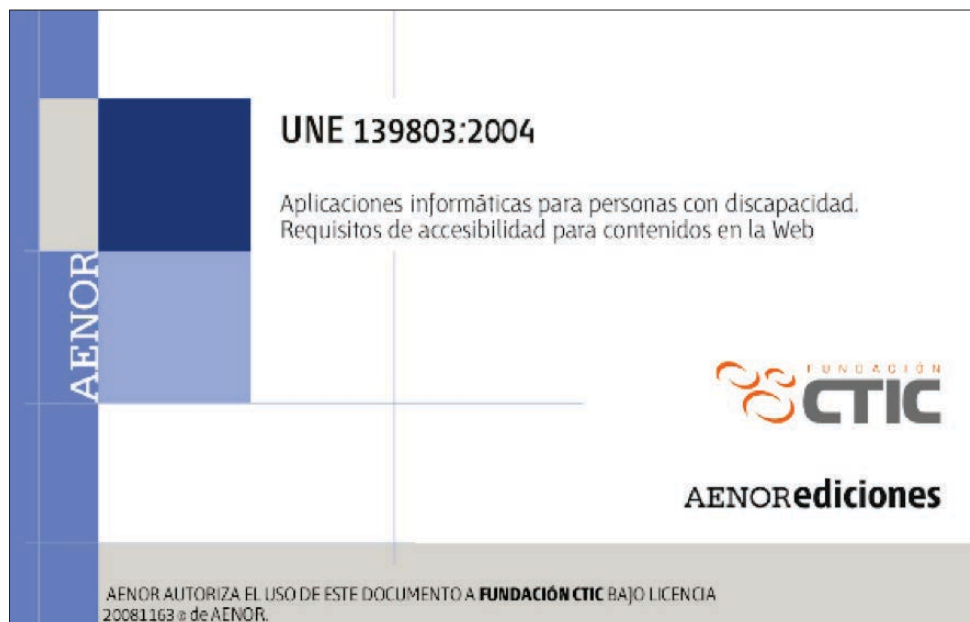 UNE 139803:2004
Aplicaciones informáticas para personas con discapacidad.
Requisitos de accesibilidad para contenidos en la Web
AENOR
FUNDACIÓN
CTIC
AENORediciones
AENOR AUTORIZA EL USO DE ESTE DOCUMENTO A FUNDACIÓN CTIC BAJO LICENCIA
20081163 © de AENOR.